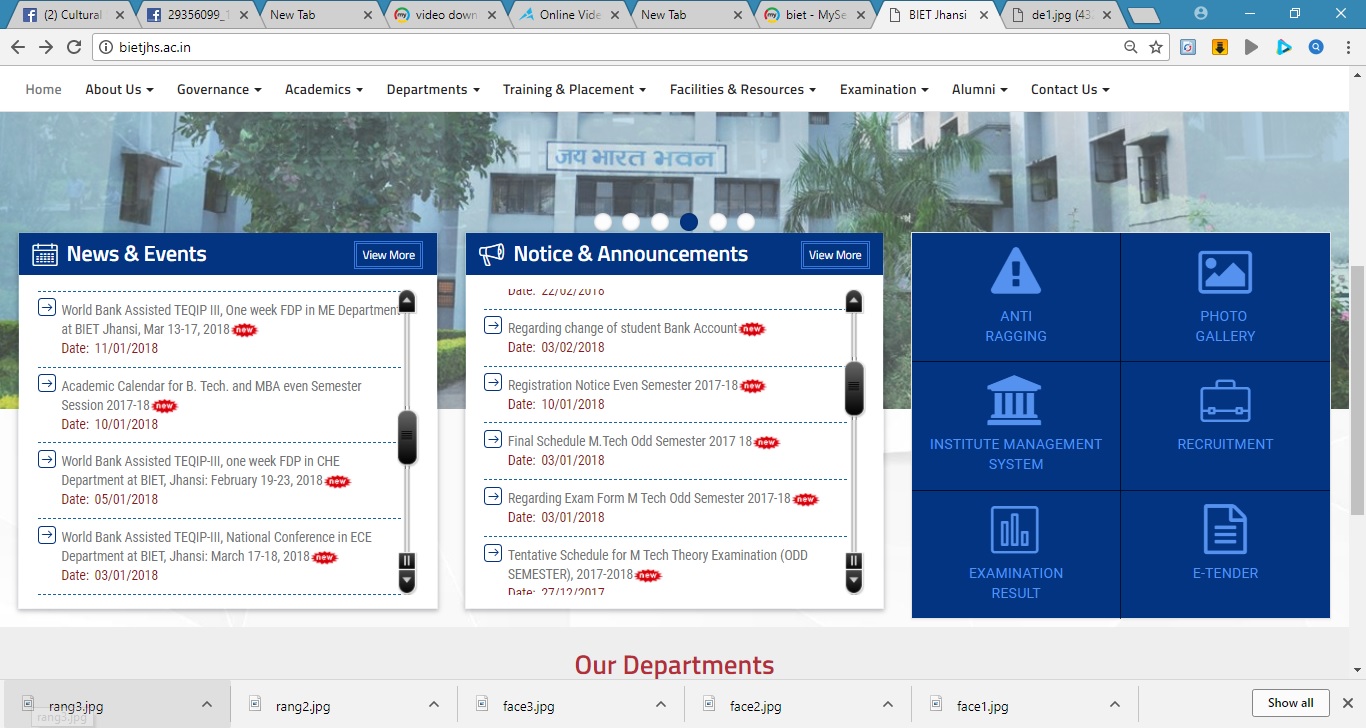 (2) Cultural
29356099_1
New Tab
video down
Online Vide
New Tab
biet - MySe
BIET Jhansi
de1.jpg (43
bietjhs.ac.in
Home
About Us
Governance
Academics
Departments
Training & Placement
Facilities & Resources
Examination
Alumni
Contact Us
जय भारत भवन
News & Events
View More
World Bank Assisted TEQIP III, One week FDP in ME Department
at BIET Jhansi, Mar 13-17, 2018 new
Date: 11/01/2018
Academic Calendar for B. Tech. and MBA even Semester
Session 2017-18 new
Date: 10/01/2018
World Bank Assisted TEQIP-III, one week FDP in CHE
Department at BIET, Jhansi: February 19-23, 2018 new
Date: 05/01/2018
World Bank Assisted TEQIP-III, National Conference in ECE
Department at BIET, Jhansi: March 17-18, 2018 new
Date: 03/01/2018
Notice & Announcements
View More
Date: 22/02/2018
Regarding change of student Bank Account new
Date: 03/02/2018
Registration Notice Even Semester 2017-18 new
Date: 10/01/2018
Final Schedule M.Tech Odd Semester 2017 18 new
Date: 03/01/2018
Regarding Exam Form M Tech Odd Semester 2017-18 new
Date: 03/01/2018
Tentative Schedule for M Tech Theory Examination (ODD
SEMESTER), 2017-2018 new
Date: 27/12/2017
ANTI
RAGGING
PHOTO
GALLERY
INSTITUTE MANAGEMENT
SYSTEM
RECRUITMENT
EXAMINATION
RESULT
E-TENDER
Our Departments
rang3.jpg
rang3.jpg
rang2.jpg
face3.jpg
face2.jpg
face1.jpg
Show all